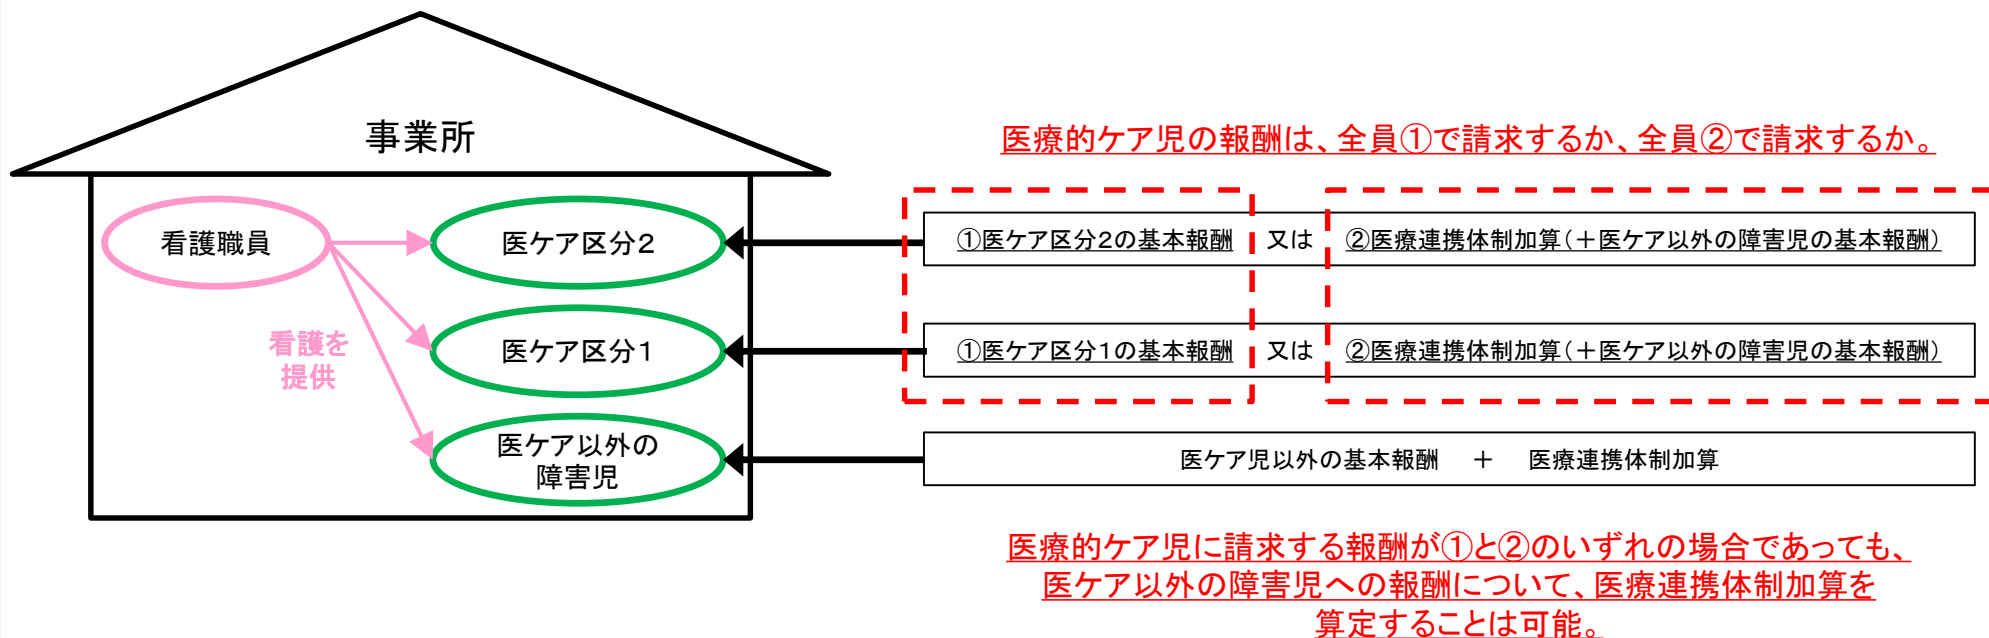 事業所
医療的ケア児の報酬は、全員①で請求するか、全員②で請求するか。
看護職員
医ケア区分2
①医ケア区分2の基本報酬 又は ②医療連携体制加算(+医ケア以外の障害児の基本報酬)
看護を
提供
医ケア区分1
①医ケア区分1の基本報酬 又は ②医療連携体制加算(+医ケア以外の障害児の基本報酬)
医ケア以外の
障害児
医ケア児以外の基本報酬 + 医療連携体制加算
医療的ケア児に請求する報酬が①と②のいずれの場合であっても、
医ケア以外の障害児への報酬について、医療連携体制加算を
算定することは可能。